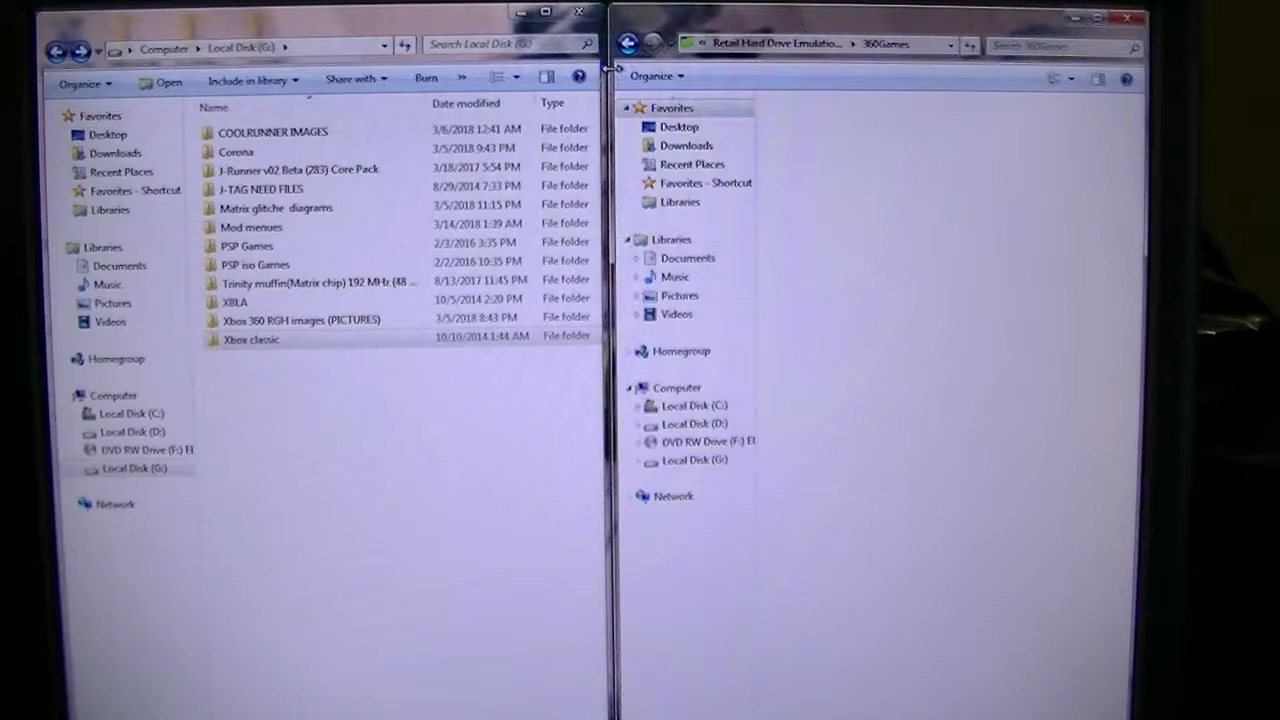 Computer Local Disk (G:)
Search Local Disk (G:)
Organize
Open
Include in library
Share with
Burn
»
Favorites
Desktop
Downloads
Recent Places
Favorites - Shortcut
Libraries
Libraries
Documents
Music
Pictures
Videos
Homegroup
Computer
Local Disk (C:)
Local Disk (D:)
DVD RW Drive (F:) El
Local Disk (G:)
Network
Name Date modified Type
COOLRUNNER IMAGES 3/6/2018 12:41 AM File folder
Corona 3/5/2018 9:43 PM File folder
J-Runner v02 Beta (283) Core Pack 3/18/2017 5:54 PM File folder
J-TAG NEED FILES 8/29/2014 7:33 PM File folder
Matrix glitche diagrams 3/5/2018 11:15 PM File folder
Mod menues 3/14/2018 1:39 AM File folder
PSP Games 2/3/2016 3:35 PM File folder
PSP iso Games 2/2/2016 10:35 PM File folder
Trinity muffin(Matrix chip) 192 MHz (48 ... 8/13/2017 11:45 PM File folder
XBLA 10/5/2014 2:20 PM File folder
Xbox 360 RGH images (PICTURES) 3/5/2018 8:43 PM File folder
Xbox classic 10/10/2014 1:44 AM File folder
« Retail Hard Drive Emulatio... 360Games
Search 360Games
Organize
Favorites
Desktop
Downloads
Recent Places
Favorites - Shortcut
Libraries
Libraries
Documents
Music
Pictures
Videos
Homegroup
Computer
Local Disk (C:)
Local Disk (D:)
DVD RW Drive (F:) El
Local Disk (G:)
Network